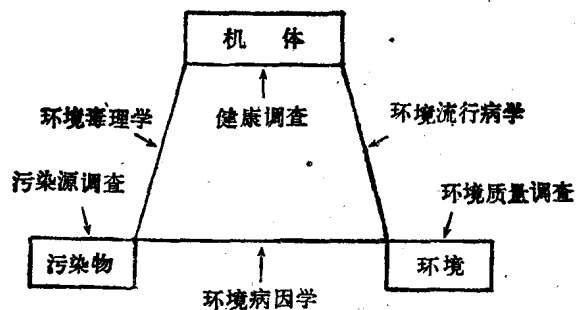 机 体
环境毒理学
健康调查
环境流行病学
污染源调查
环境质量调查
污染物
环境
环境病因学